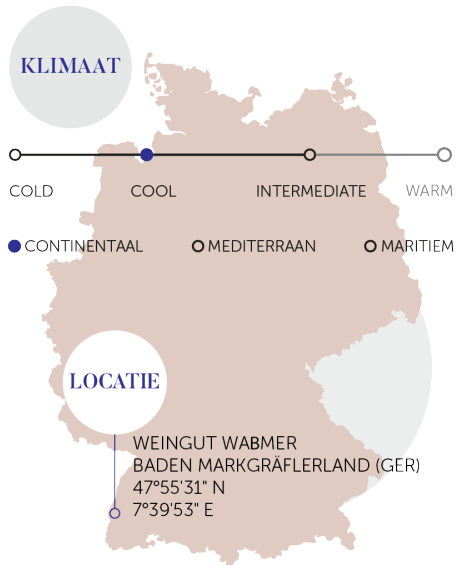 KLIMAAT
COLD COOL INTERMEDIATE WARM
CONTINENTAAL MEDITERRAAN MARITIEM
LOCATIE
WEINGUT WAßMER
BADEN MARKGRÄFLERLAND (GER)
47°55'31" N
7°39'53" E